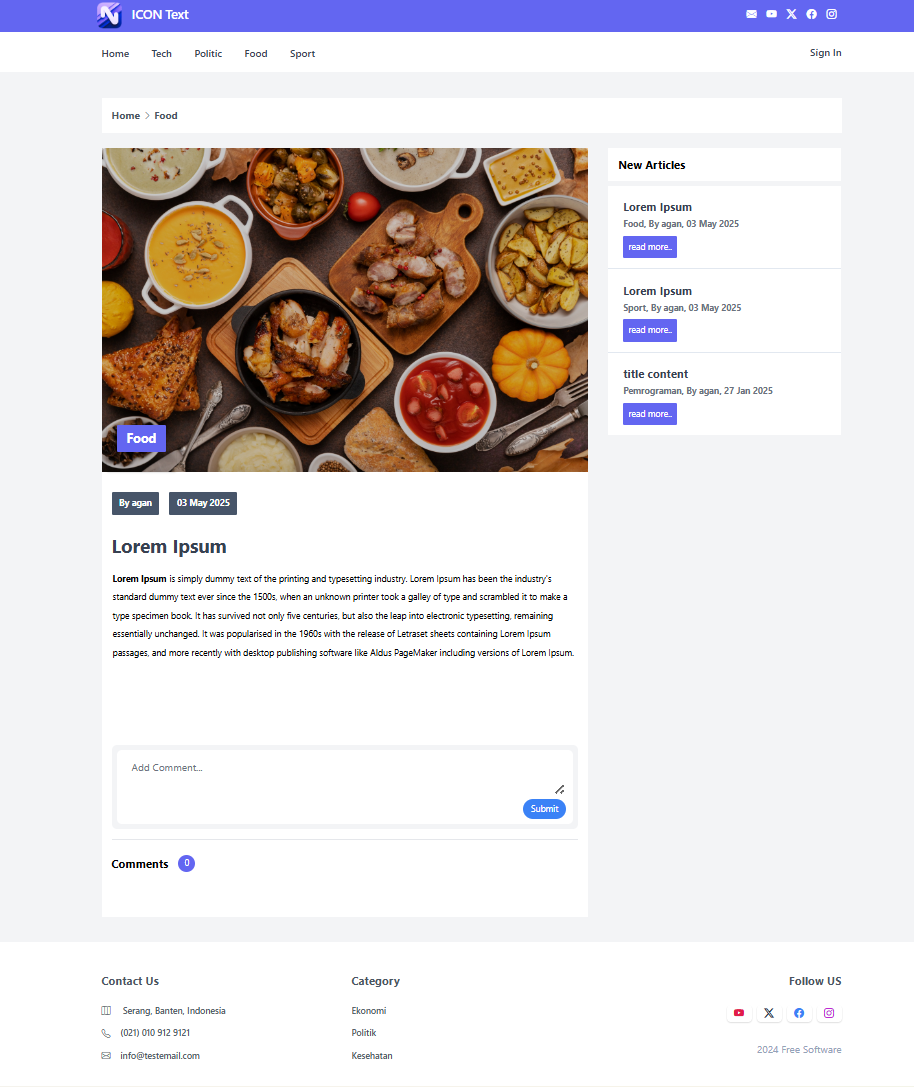 ICON Text
Home Tech Politic Food Sport Sign In
Home > Food
Food
By agan 03 May 2025
Lorem Ipsum
Lorem Ipsum is simply dummy text of the printing and typesetting industry. Lorem Ipsum has been the industry's
standard dummy text ever since the 1500s, when an unknown printer took a galley of type and scrambled it to make a
type specimen book. It has survived not only five centuries, but also the leap into electronic typesetting, remaining
essentially unchanged. It was popularised in the 1960s with the release of Letraset sheets containing Lorem Ipsum
passages, and more recently with desktop publishing software like Aldus PageMaker including versions of Lorem Ipsum.
Add Comment...
Submit
Comments 0
New Articles
Lorem Ipsum
Food, By agan, 03 May 2025
read more..
Lorem Ipsum
Sport, By agan, 03 May 2025
read more..
title content
Pemrograman, By agan, 27 Jan 2025
read more..
Contact Us
Serang, Banten, Indonesia
(021) 010 912 9121
info@testemail.com
Category
Ekonomi
Politik
Kesehatan
Follow US
2024 Free Software